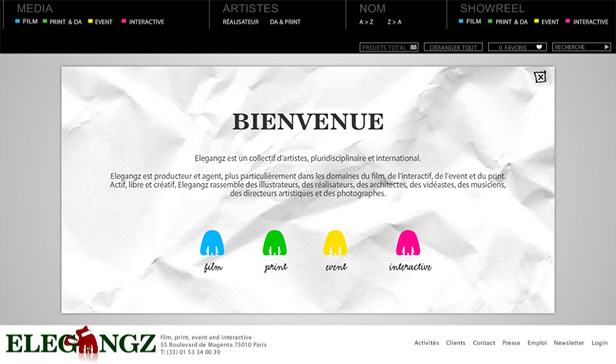 MEDIA ARTISTES NOM SHOWREEL
FILM PRINT & DA EVENT INTERACTIVE RÉALISATEUR DA & PRINT A > Z Z > A FILM PRINT & DA EVENT INTERACTIVE
PROJETS TOTAL DÉRANGER TOUT 0 FAVORIS RECHERCHE
BIENVENUE
Elegangz est un collectif d'artistes, pluridisciplinaire et international.
Elegangz est producteur et agent, plus particulièrement dans les domaines du film, de l'interactif, de l'event et du print.
Actif, libre et créatif, Elegangz rassemble des illustrateurs, des réalisateurs, des architectes, des vidéastes, des musiciens,
des directeurs artistiques et des photographes.
film print event interactive
ELEGANGZ
film, print, event and interactive
55 Boulevard de Magenta 75010 Paris
T: (33) 01 53 34 00 39
Activités Clients Contact Presse Emploi Newsletter Login